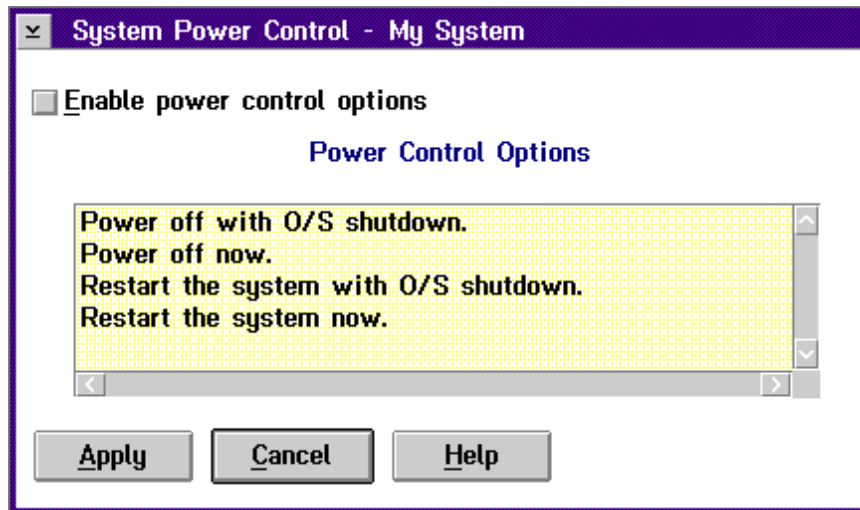 System Power Control - My System
Enable power control options
Power Control Options
Power off with O/S shutdown.
Power off now.
Restart the system with O/S shutdown.
Restart the system now.
Apply Cancel Help